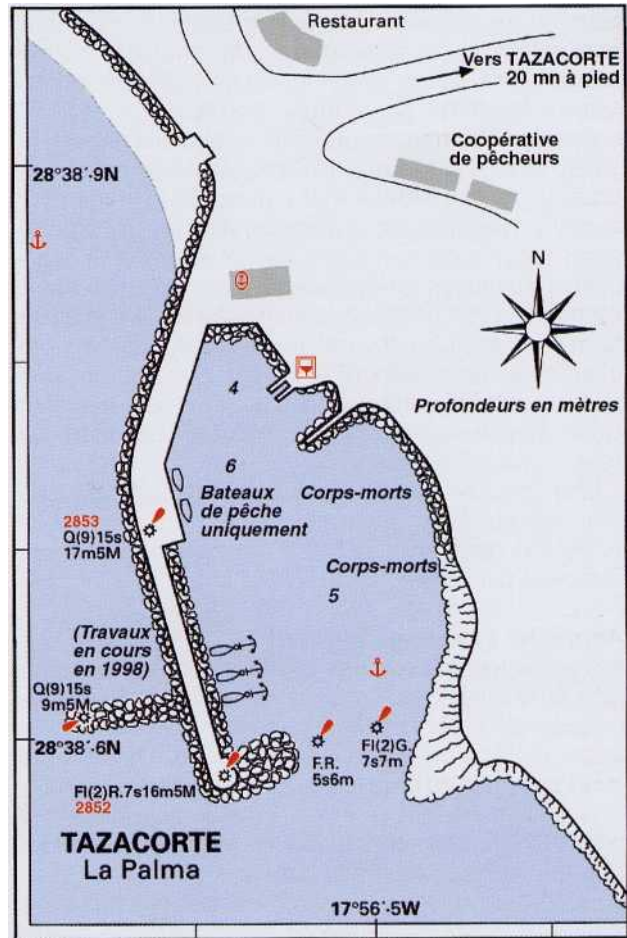 Restaurant
Vers TAZACORTE
20 mn à pied
Coopérative
de pêcheurs
28°38´·9N
N
Profondeurs en mètres
4
6
Bateaux
de pêche
uniquement
Corps-morts
2853
Q(9)15s
17m5M
Corps-morts
5
(Travaux
en cours
en 1998)
Q(9)15s
9m5M
28°38´·6N
F.R.
5s6m
Fl(2)G.
7s7m
Fl(2)R.7s16m5M
2852
TAZACORTE
La Palma
17°56´·5W